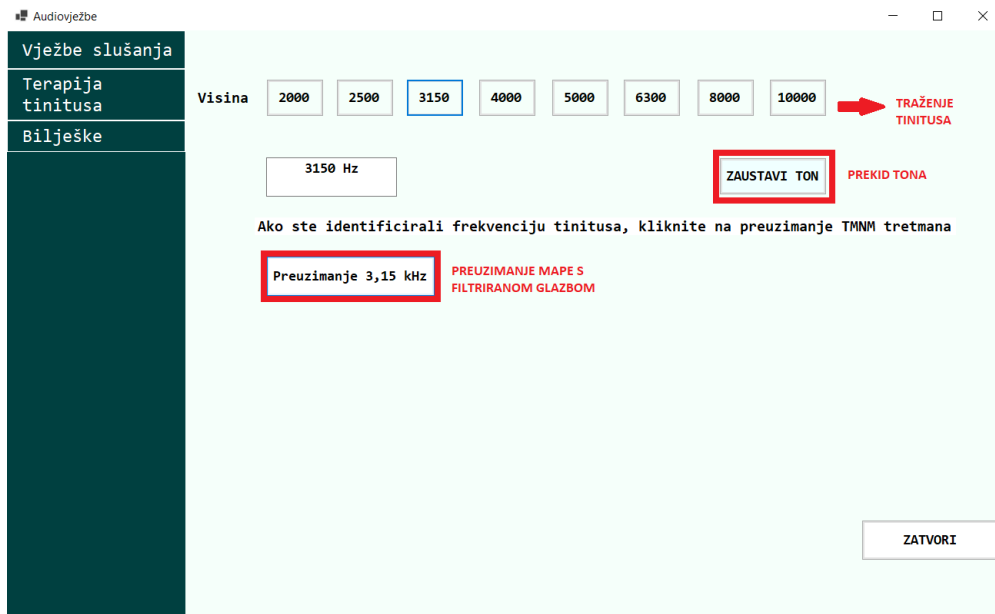 Audiovježbe
Vježbe slušanja
Terapija
tinitusa
Bilješke
Visina 2000 2500 3150 4000 5000 6300 8000 10000
TRAŽENJE
TINITUSA
3150 Hz
ZAUSTAVI TON
PREKID TONA
Ako ste identificirali frekvenciju tinitusa, kliknite na preuzimanje TMNM tretmana
Preuzimanje 3,15 kHz
PREUZIMANJE MAPE S
FILTRIRANOM GLAZBOM
ZATVORI